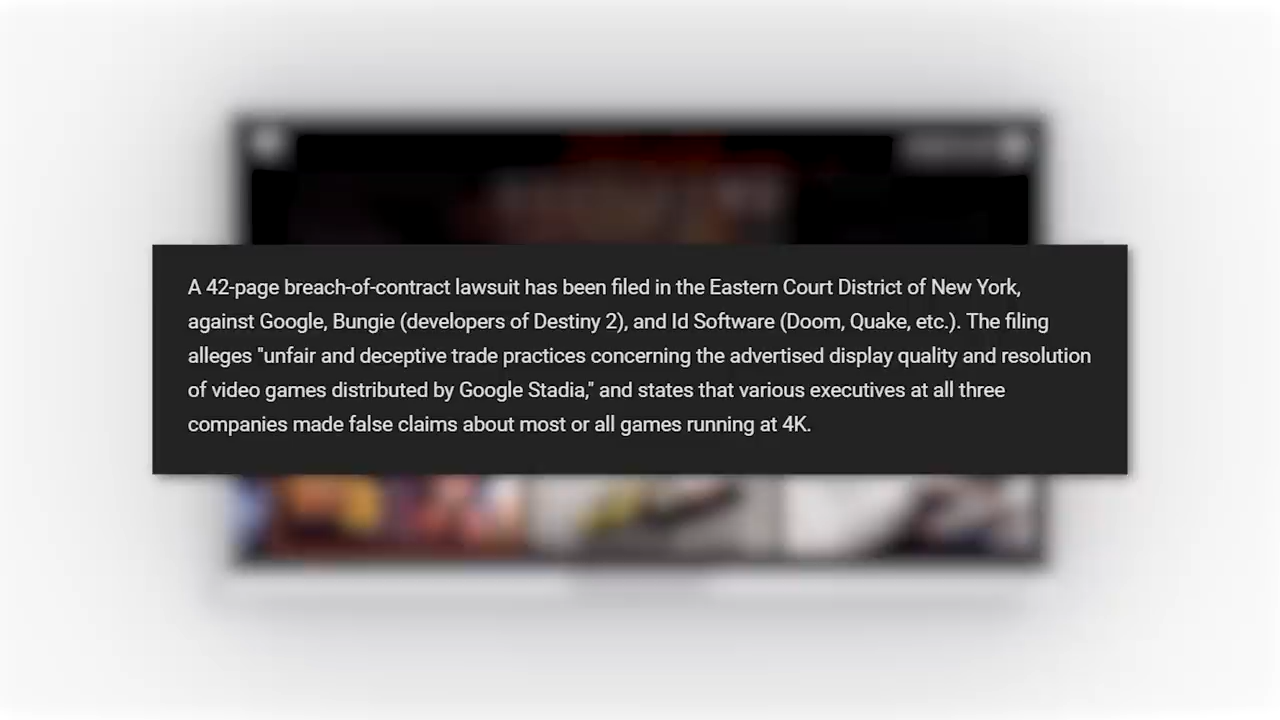 A 42-page breach-of-contract lawsuit has been filed in the Eastern Court District of New York,
against Google, Bungie (developers of Destiny 2), and Id Software (Doom, Quake, etc.). The filing
alleges "unfair and deceptive trade practices concerning the advertised display quality and resolution
of video games distributed by Google Stadia," and states that various executives at all three
companies made false claims about most or all games running at 4K.